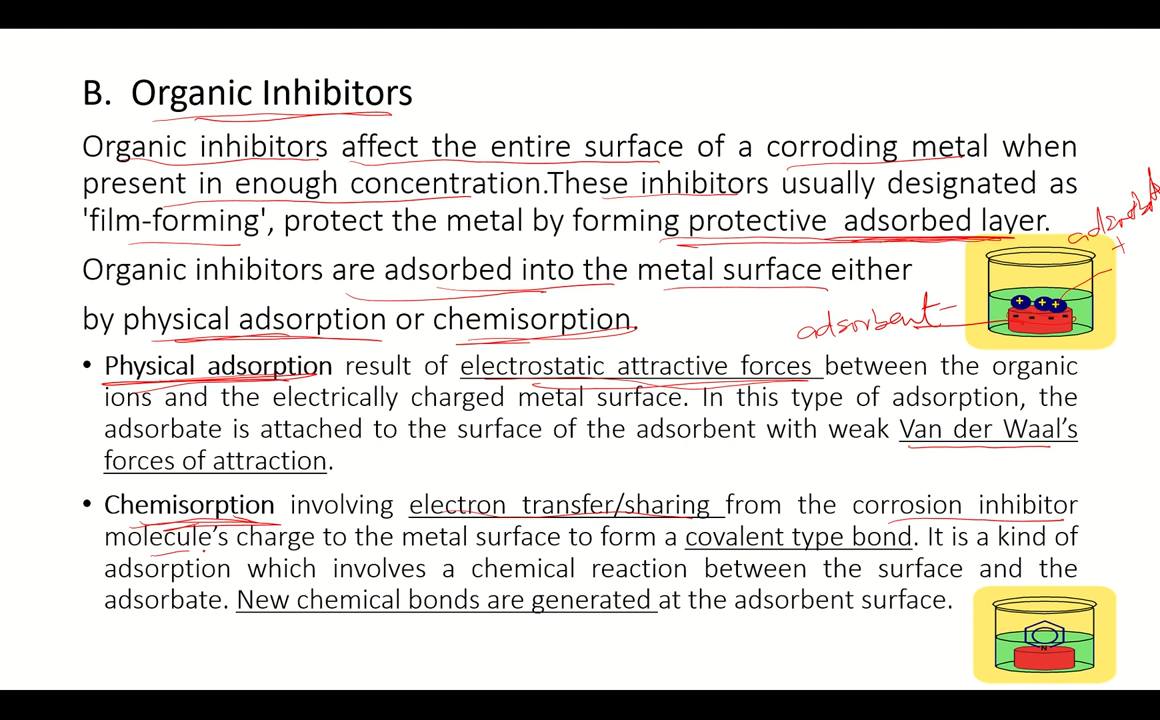 B. Organic Inhibitors
Organic inhibitors affect the entire surface of a corroding metal when
present in enough concentration.These inhibitors usually designated as
'film-forming', protect the metal by forming protective adsorbed layer.
adsorbate
+
Organic inhibitors are adsorbed into the metal surface either
+ + +
by physical adsorption or chemisorption.
adsorbent
- - - -
• Physical adsorption result of electrostatic attractive forces between the organic
ions and the electrically charged metal surface. In this type of adsorption, the
adsorbate is attached to the surface of the adsorbent with weak Van der Waal's
forces of attraction.
• Chemisorption involving electron transfer/sharing from the corrosion inhibitor
molecule's charge to the metal surface to form a covalent type bond. It is a kind of
adsorption which involves a chemical reaction between the surface and the
adsorbate. New chemical bonds are generated at the adsorbent surface.
N